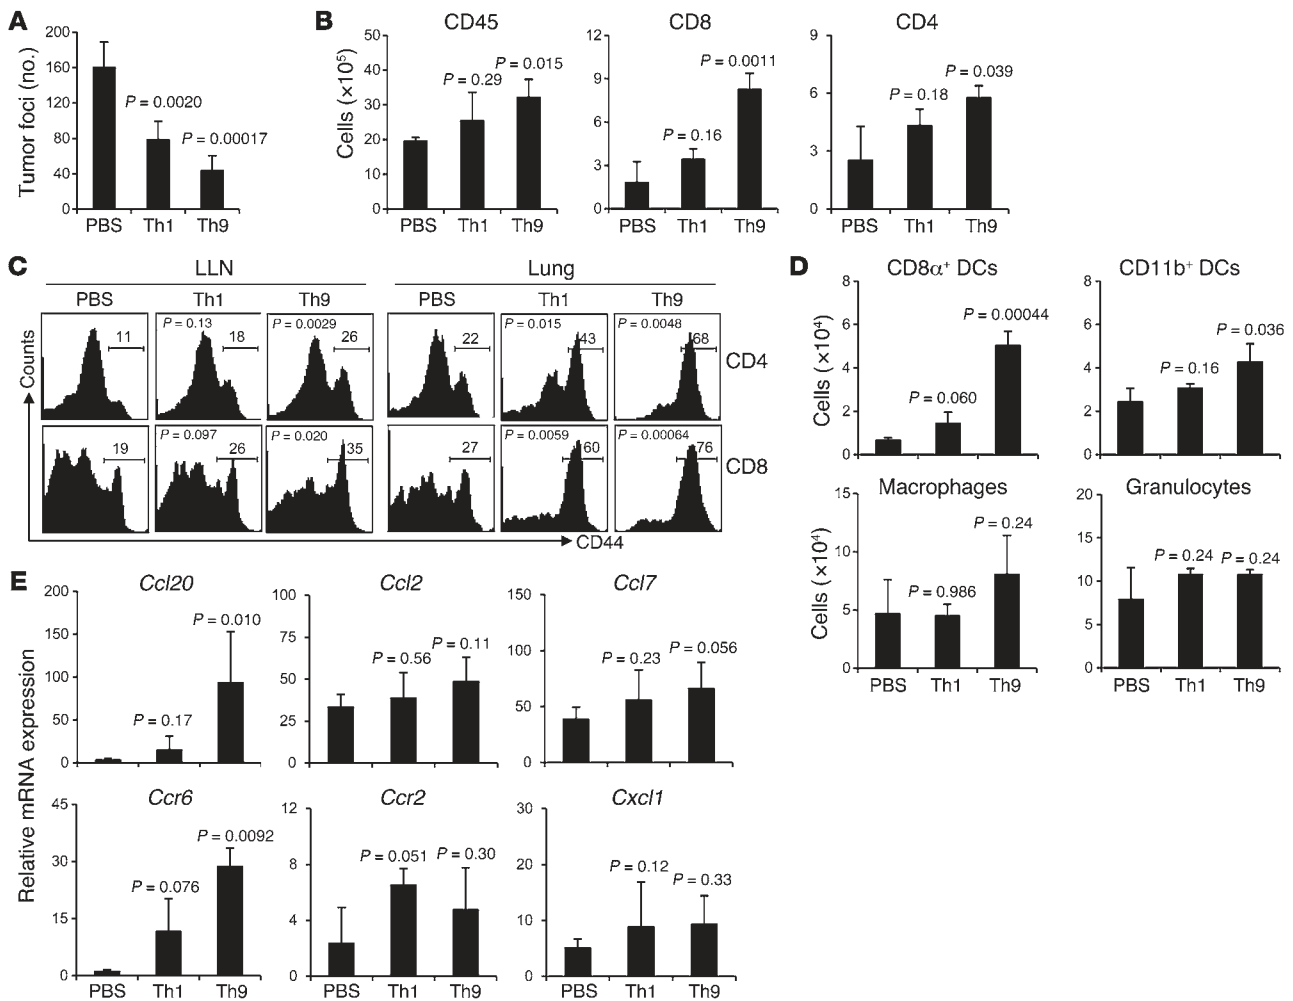 A
Tumor foci (no.)
200
160
120
80
40
0
P = 0.0020
P = 0.00017
PBS Th1 Th9
B
Cells (×10⁵)
CD45
50
40
30
20
10
0
P = 0.29
P = 0.015
PBS Th1 Th9
CD8
12
9
6
3
0
P = 0.16
P = 0.0011
PBS Th1 Th9
CD4
9
6
3
0
P = 0.18
P = 0.039
PBS Th1 Th9
C
LLN Lung
PBS Th1 Th9 PBS Th1 Th9
Counts
11
P = 0.13 18
P = 0.0029 26
22
P = 0.015 43
P = 0.0048 68
CD4
19
P = 0.097 26
P = 0.020 35
27
P = 0.0059 60
P = 0.00064 76
CD8
CD44
D
CD8α⁺ DCs
Cells (×10⁴)
8
6
4
2
0
P = 0.060
P = 0.00044
CD11b⁺ DCs
8
6
4
2
0
P = 0.16
P = 0.036
Macrophages
Cells (×10⁴)
15
10
5
0
P = 0.986
P = 0.24
PBS Th1 Th9
Granulocytes
20
15
10
5
0
P = 0.24
P = 0.24
PBS Th1 Th9
E
Relative mRNA expression
Ccl20
200
150
100
50
0
P = 0.17
P = 0.010
Ccl2
100
75
50
25
0
P = 0.56
P = 0.11
Ccl7
150
100
50
0
P = 0.23
P = 0.056
Ccr6
45
30
15
0
P = 0.076
P = 0.0092
PBS Th1 Th9
Ccr2
12
8
4
0
P = 0.051
P = 0.30
PBS Th1 Th9
Cxcl1
30
20
10
0
P = 0.12
P = 0.33
PBS Th1 Th9